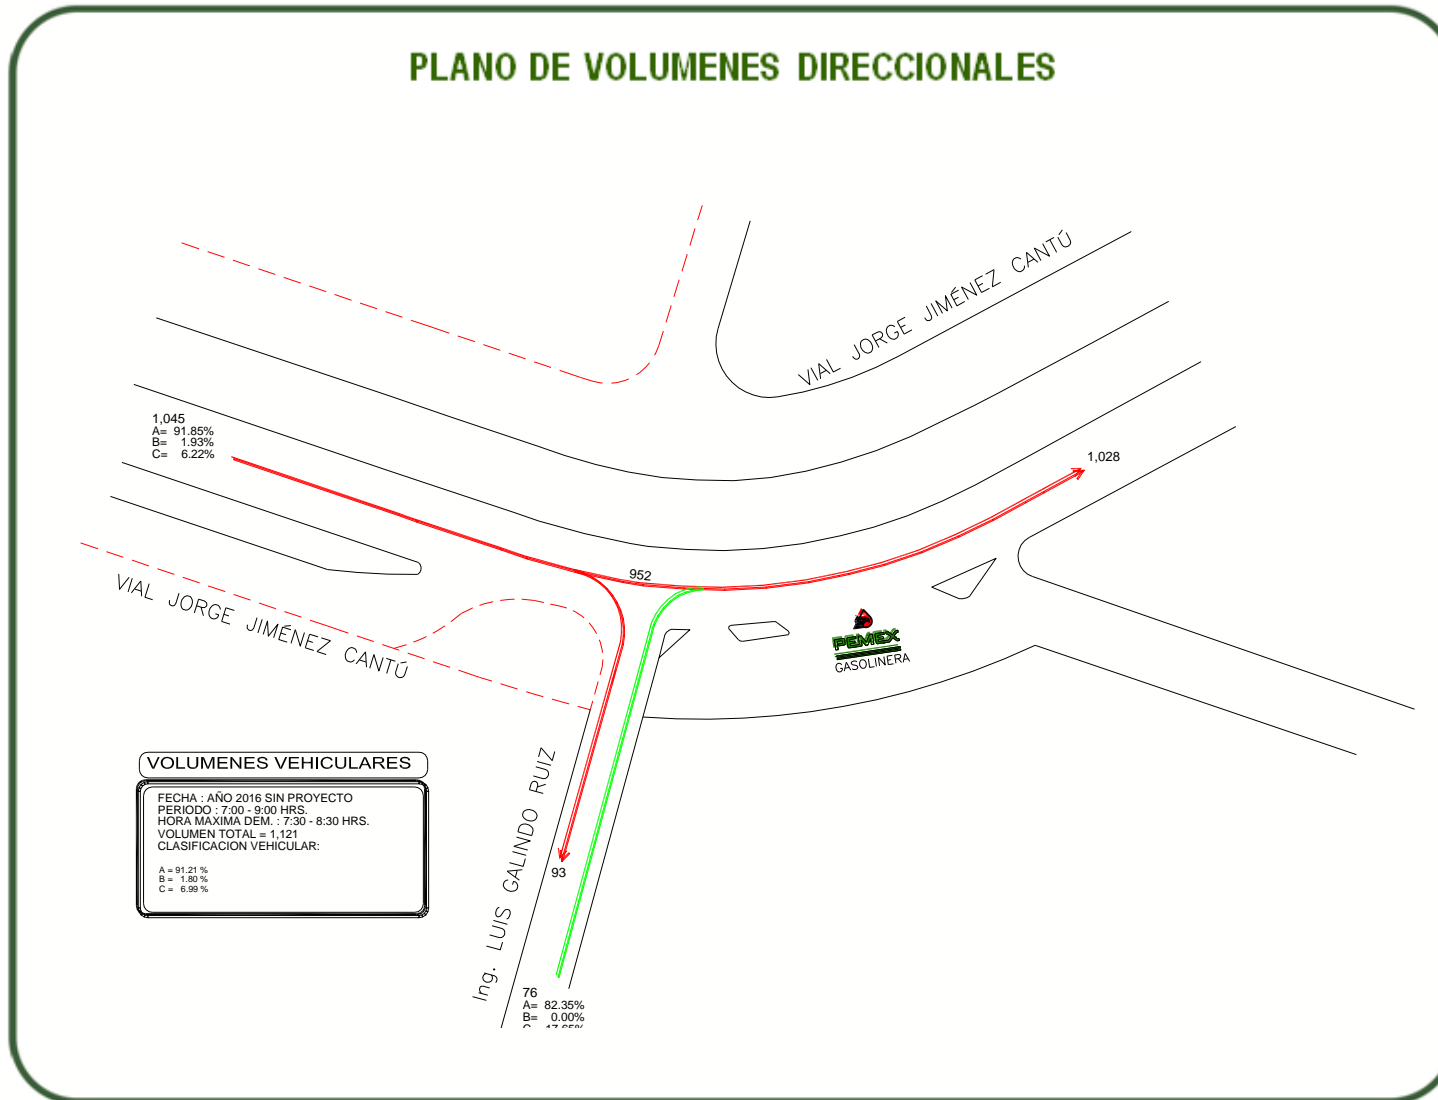 PLANO DE VOLUMENES DIRECCIONALES
VIAL JORGE JIMÉNEZ CANTÚ
1,045
A= 91.85%
B= 1.93%
C= 6.22%
1,028
952
VIAL JORGE JIMÉNEZ CANTÚ
PEMEX
GASOLINERA
VOLUMENES VEHICULARES
FECHA : AÑO 2016 SIN PROYECTO
PERIODO : 7:00 - 9:00 HRS.
HORA MAXIMA DEM. : 7:30 - 8:30 HRS.
VOLUMEN TOTAL = 1,121
CLASIFICACION VEHICULAR:
A = 91.21 %
B = 1.80 %
C = 6.99 %
Ing. LUIS GALINDO RUIZ
93
76
A= 82.35%
B= 0.00%
C= 17.65%